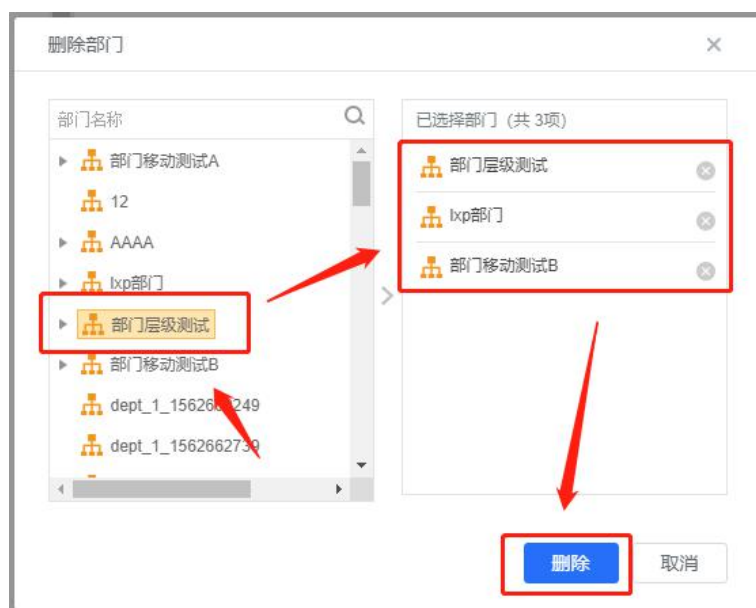 删除部门
部门名称
部门移动测试A
12
AAAA
lxp部门
部门层级测试
部门移动测试B
dept_1_1562662249
dept_1_1562662739
已选择部门 (共 3项)
部门层级测试
lxp部门
部门移动测试B
删除
取消